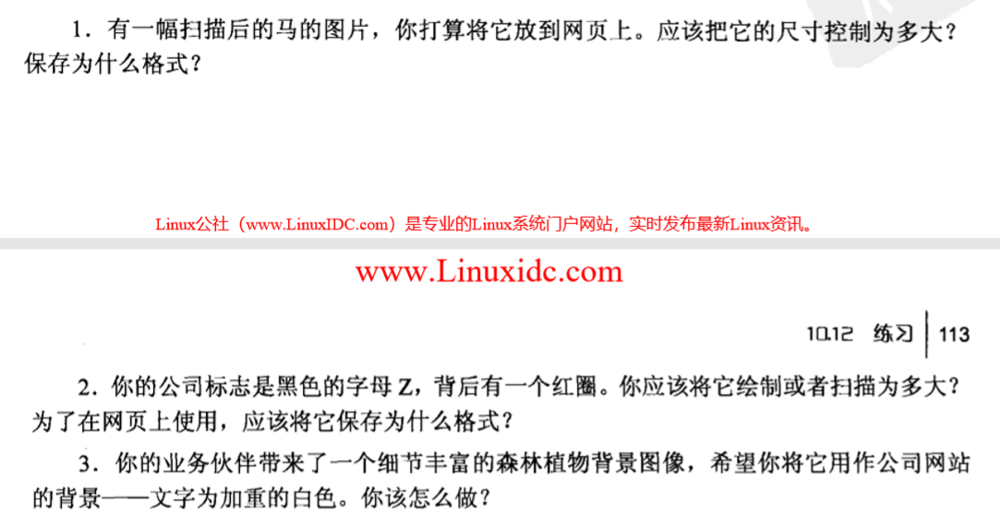 1．有一幅扫描后的马的图片，你打算将它放到网页上。应该把它的尺寸控制为多大？
保存为什么格式？
Linux公社（www.LinuxIDC.com）是专业的Linux系统门户网站，实时发布最新Linux资讯。
www.Linuxidc.com
10.12 练习 113
2．你的公司标志是黑色的字母 Z，背后有一个红圈。你应该将它绘制或者扫描为多大？
为了在网页上使用，应该将它保存为什么格式？
3．你的业务伙伴带来了一个细节丰富的森林植物背景图像，希望你将它用作公司网站
的背景——文字为加重的白色。你该怎么做？